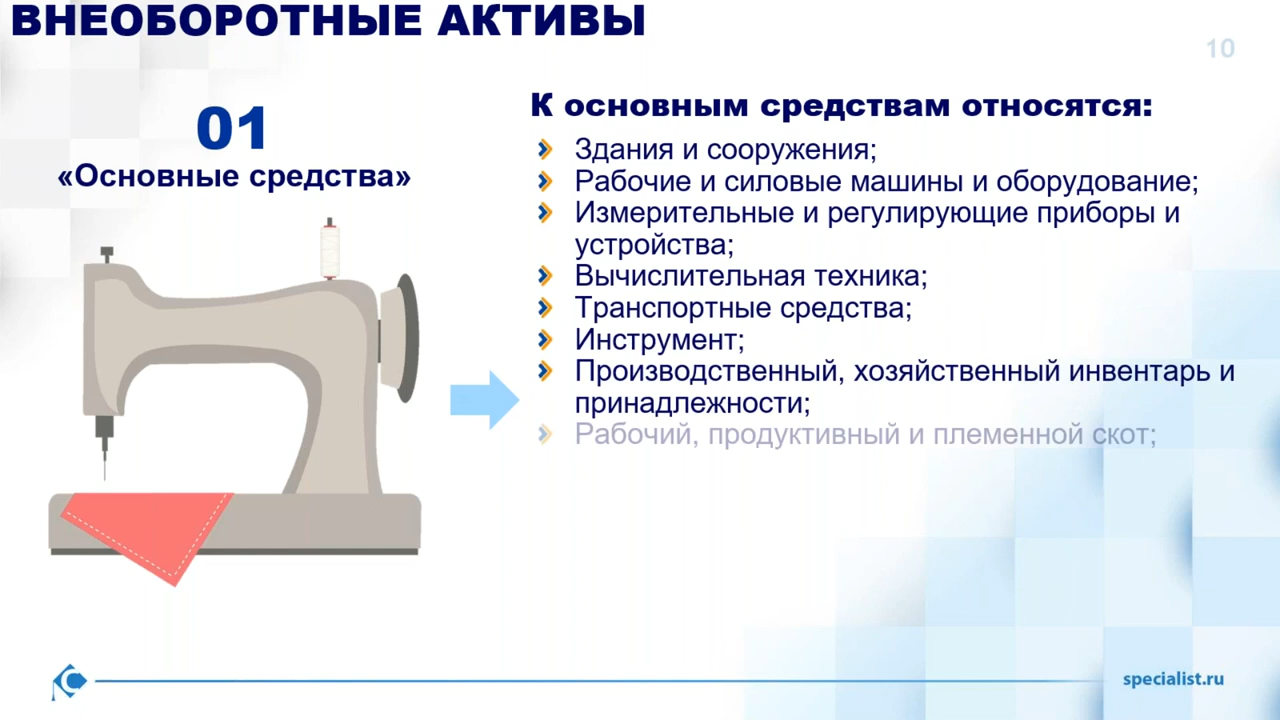 ВНЕОБОРОТНЫЕ АКТИВЫ
10
01
«Основные средства»
К основным средствам относятся:
Здания и сооружения;
Рабочие и силовые машины и оборудование;
Измерительные и регулирующие приборы и
устройства;
Вычислительная техника;
Транспортные средства;
Инструмент;
Производственный, хозяйственный инвентарь и
принадлежности;
Рабочий, продуктивный и племенной скот;
specialist.ru